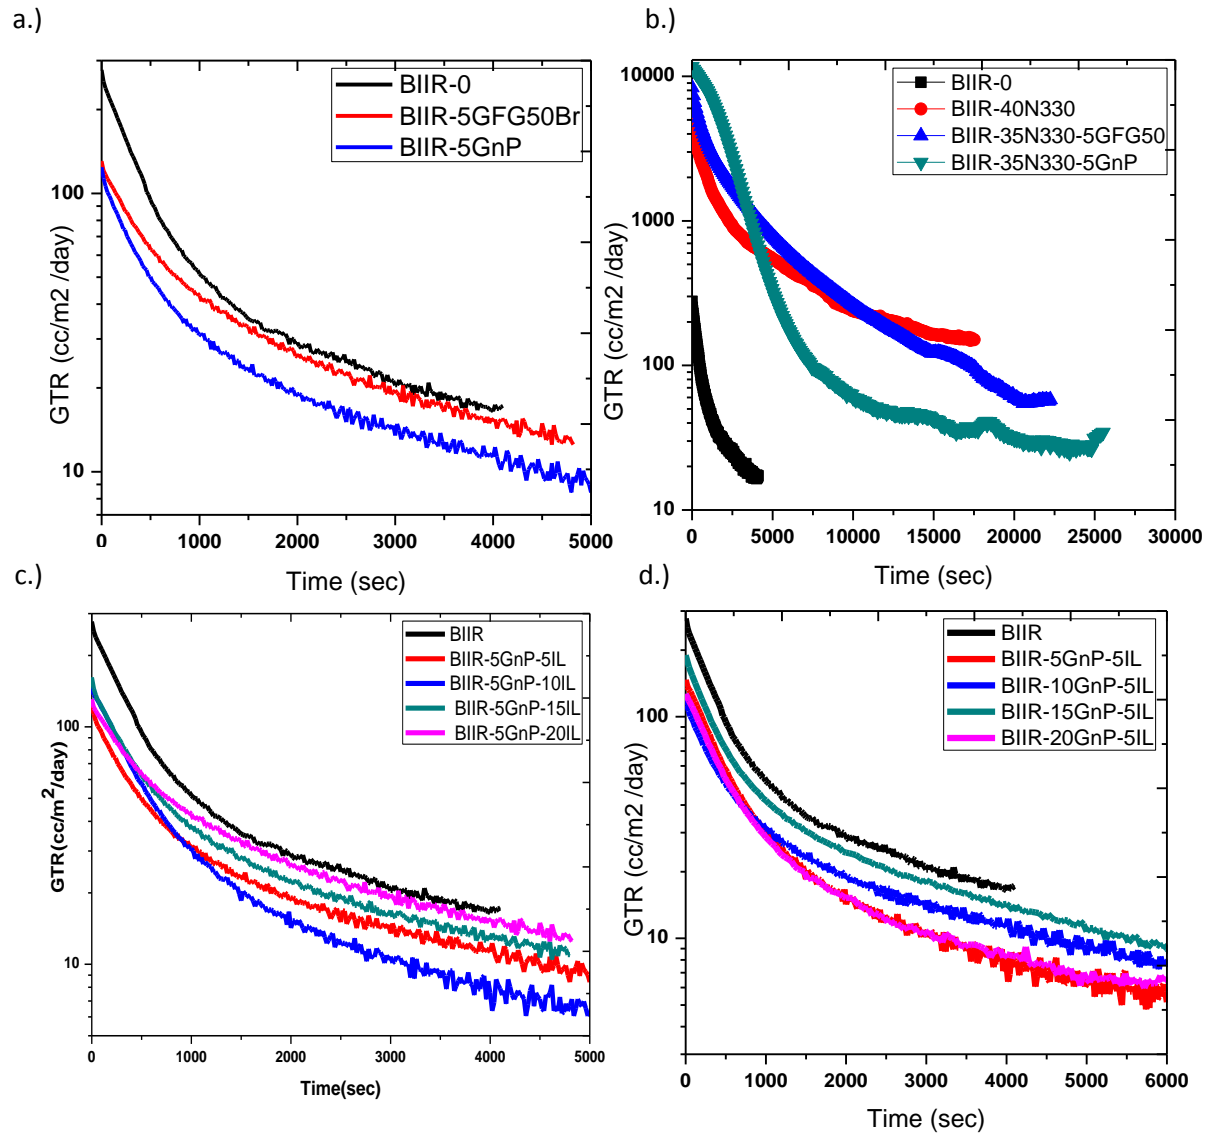 a.)
b.)
BIIR-0
BIIR-5GFG50Br
BIIR-5GnP
100
10
GTR (cc/m2 /day)
0 1000 2000 3000 4000 5000
Time (sec)
BIIR-0
BIIR-40N330
BIIR-35N330-5GFG50
BIIR-35N330-5GnP
10000
1000
100
10
GTR (cc/m2 /day)
0 5000 10000 15000 20000 25000 30000
Time (sec)
c.)
d.)
BIIR
BIIR-5GnP-5IL
BIIR-5GnP-10IL
BIIR-5GnP-15IL
BIIR-5GnP-20IL
100
10
GTR(cc/m²/day)
0 1000 2000 3000 4000 5000
Time(sec)
BIIR
BIIR-5GnP-5IL
BIIR-10GnP-5IL
BIIR-15GnP-5IL
BIIR-20GnP-5IL
100
10
GTR (cc/m2 /day)
0 1000 2000 3000 4000 5000 6000
Time (sec)